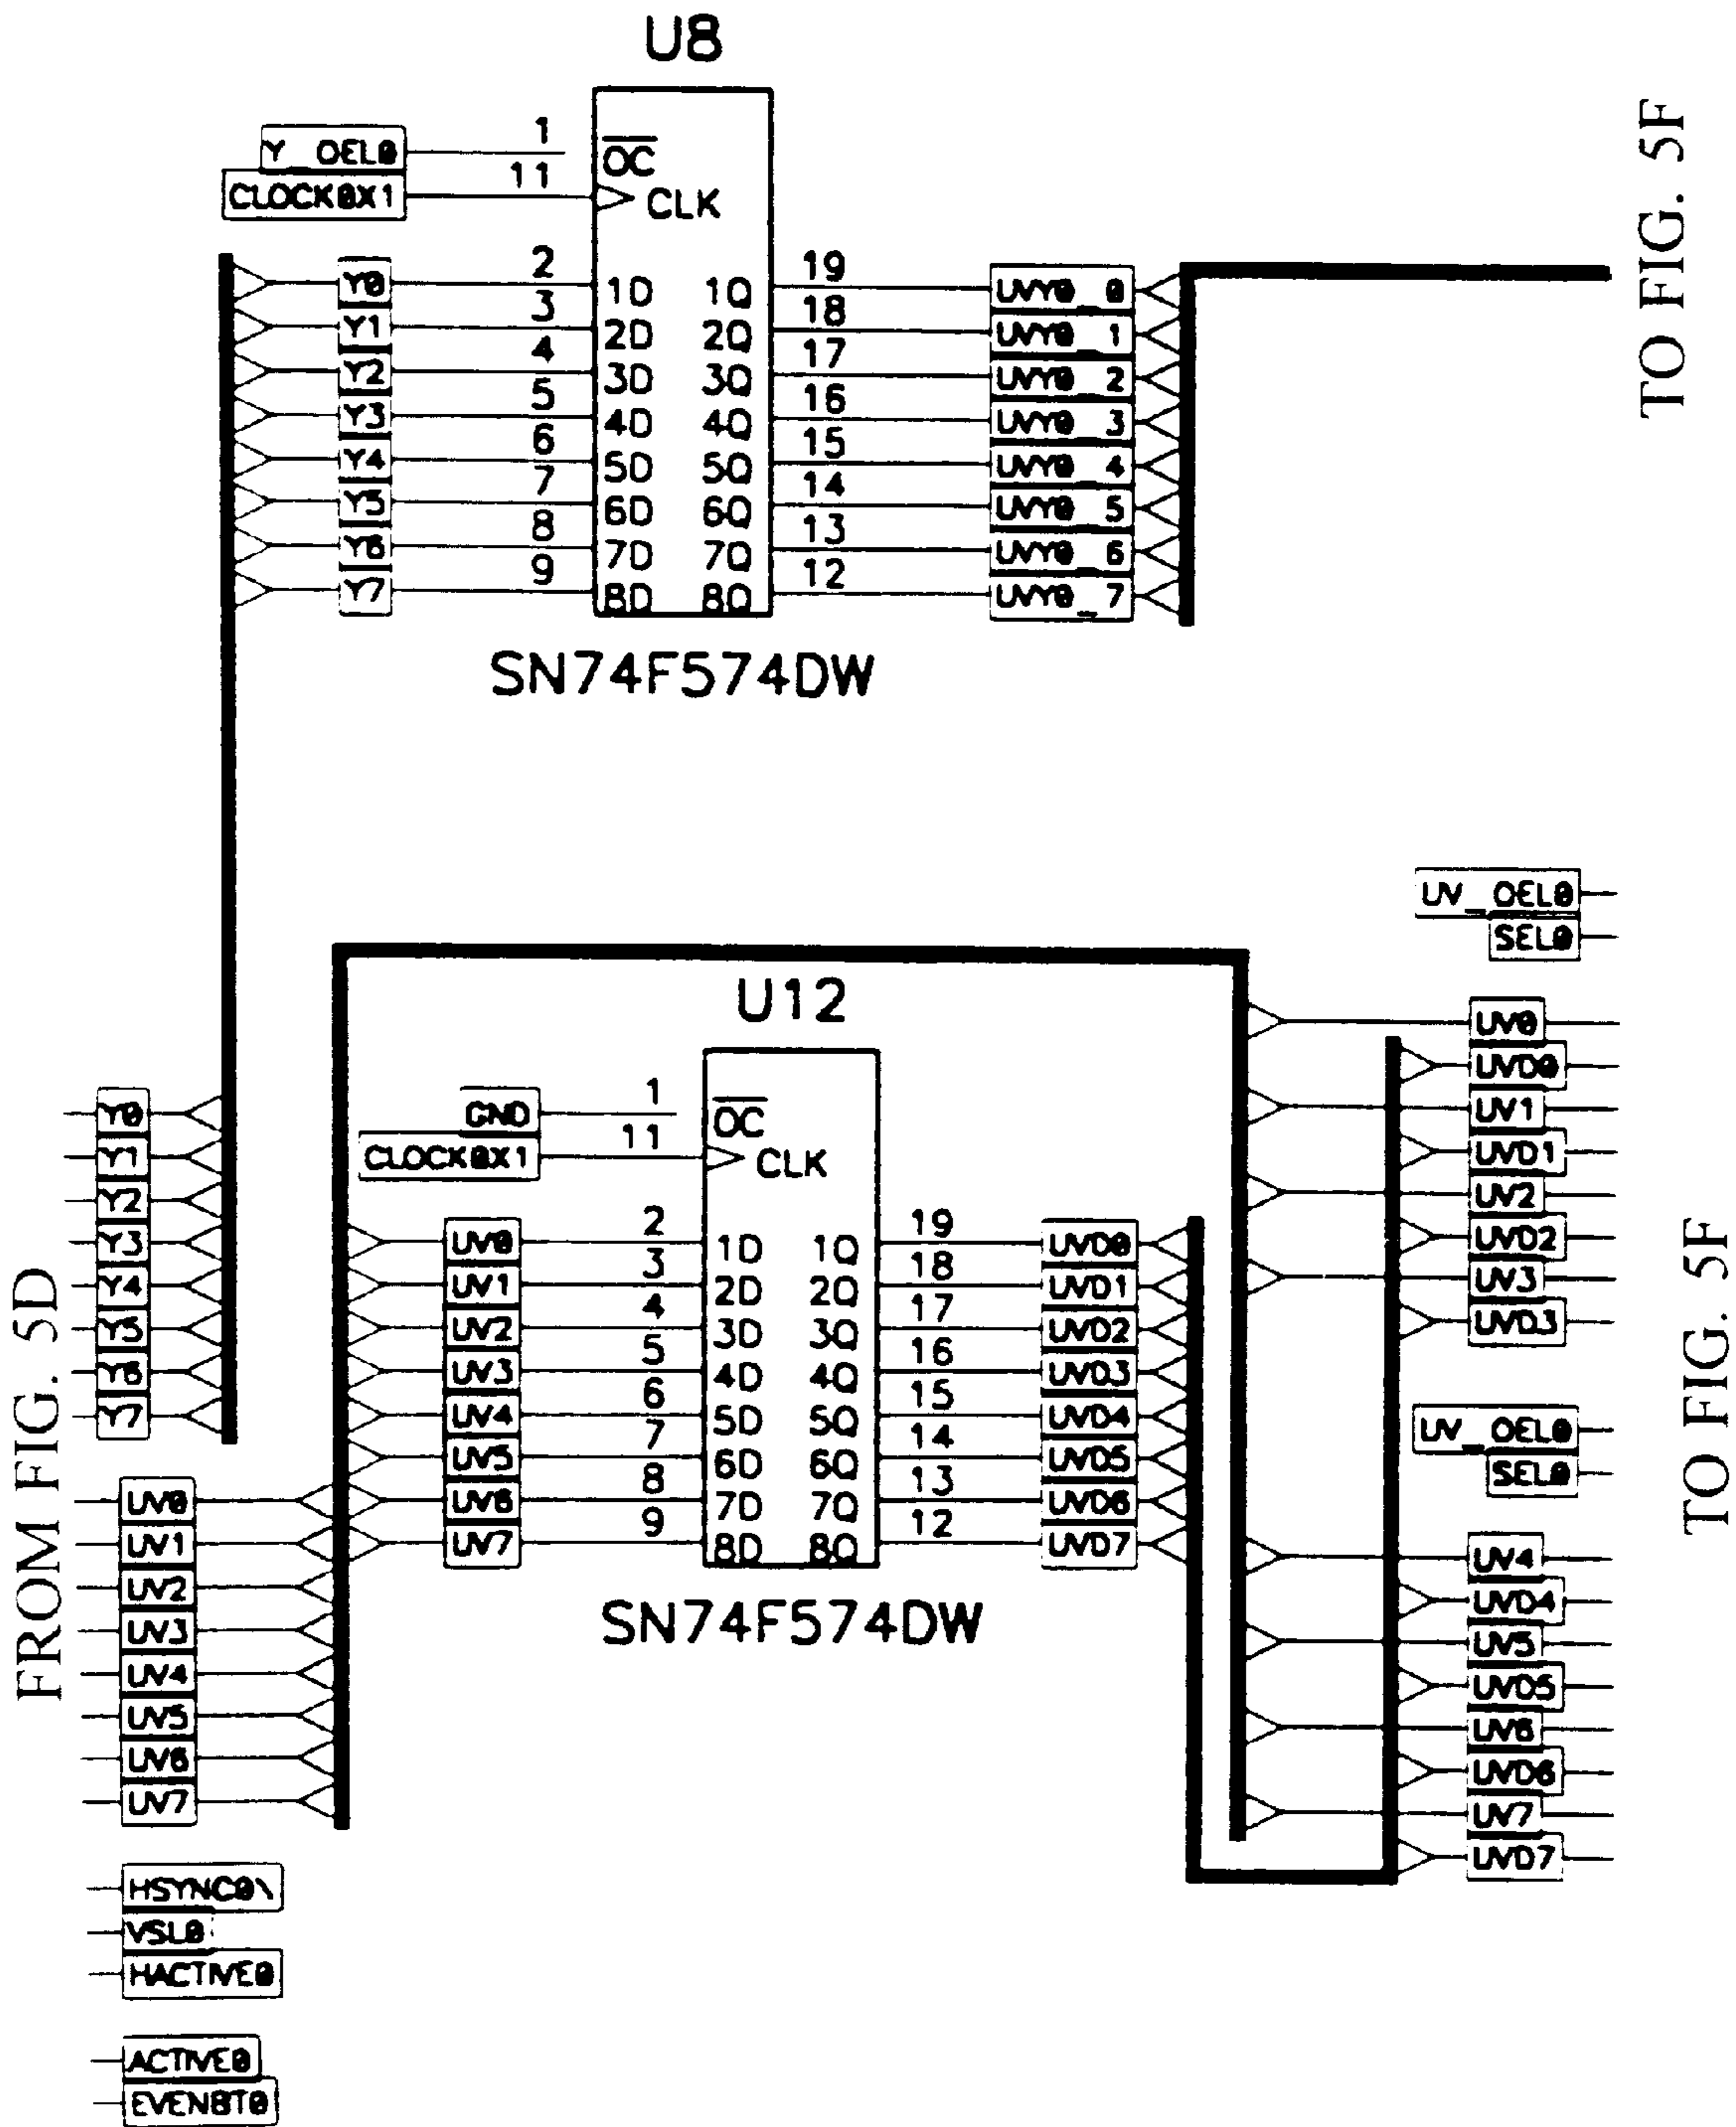 U8
Y_OEL0
1
OC
CLOCK0X1
11
CLK
Y0 2 1D 1Q 19 UVY0_0
Y1 3 2D 2Q 18 UVY0_1
Y2 4 3D 3Q 17 UVY0_2
Y3 5 4D 4Q 16 UVY0_3
Y4 6 5D 5Q 15 UVY0_4
Y5 7 6D 6Q 14 UVY0_5
Y6 8 7D 7Q 13 UVY0_6
Y7 9 8D 8Q 12 UVY0_7
SN74F574DW
TO FIG. 5F
FROM FIG. 5D
Y0
Y1
Y2
Y3
Y4
Y5
Y6
Y7
UV0
UV1
UV2
UV3
UV4
UV5
UV6
UV7
HSYNC0\
VSL0
HACTIVE0
ACTIVE0
EVENBT0
U12
GND
1
OC
CLOCK0X1
11
CLK
UV0 2 1D 1Q 19 UVD0
UV1 3 2D 2Q 18 UVD1
UV2 4 3D 3Q 17 UVD2
UV3 5 4D 4Q 16 UVD3
UV4 6 5D 5Q 15 UVD4
UV5 7 6D 6Q 14 UVD5
UV6 8 7D 7Q 13 UVD6
UV7 9 8D 8Q 12 UVD7
SN74F574DW
UV_OEL0
SEL0
UV0
UVD0
UV1
UVD1
UV2
UVD2
UV3
UVD3
UV_OEL0
SEL0
UV4
UVD4
UV5
UVD5
UV6
UVD6
UV7
UVD7
TO FIG. 5F